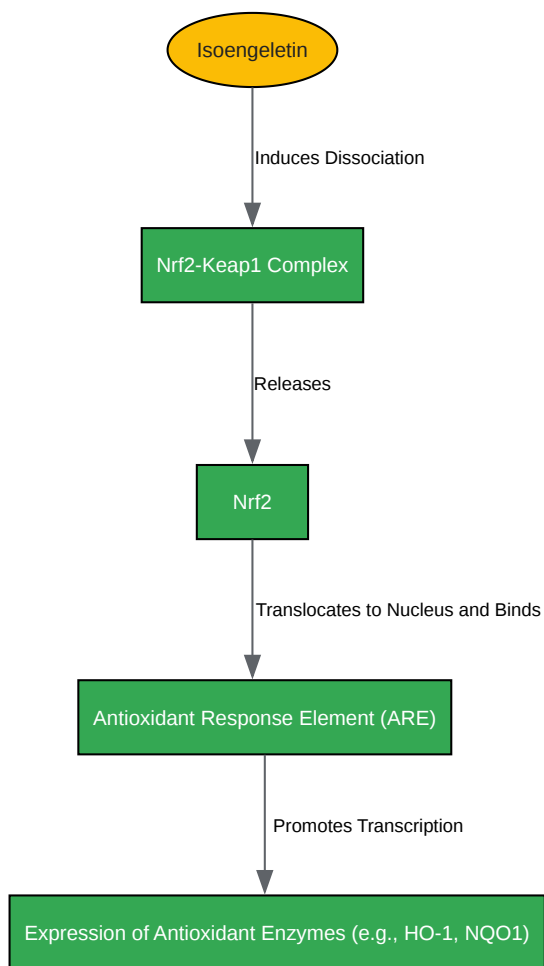 Isoengeletin
Induces Dissociation
Nrf2-Keap1 Complex
Releases
Nrf2
Translocates to Nucleus and Binds
Antioxidant Response Element (ARE)
Promotes Transcription
Expression of Antioxidant Enzymes (e.g., HO-1, NQO1)